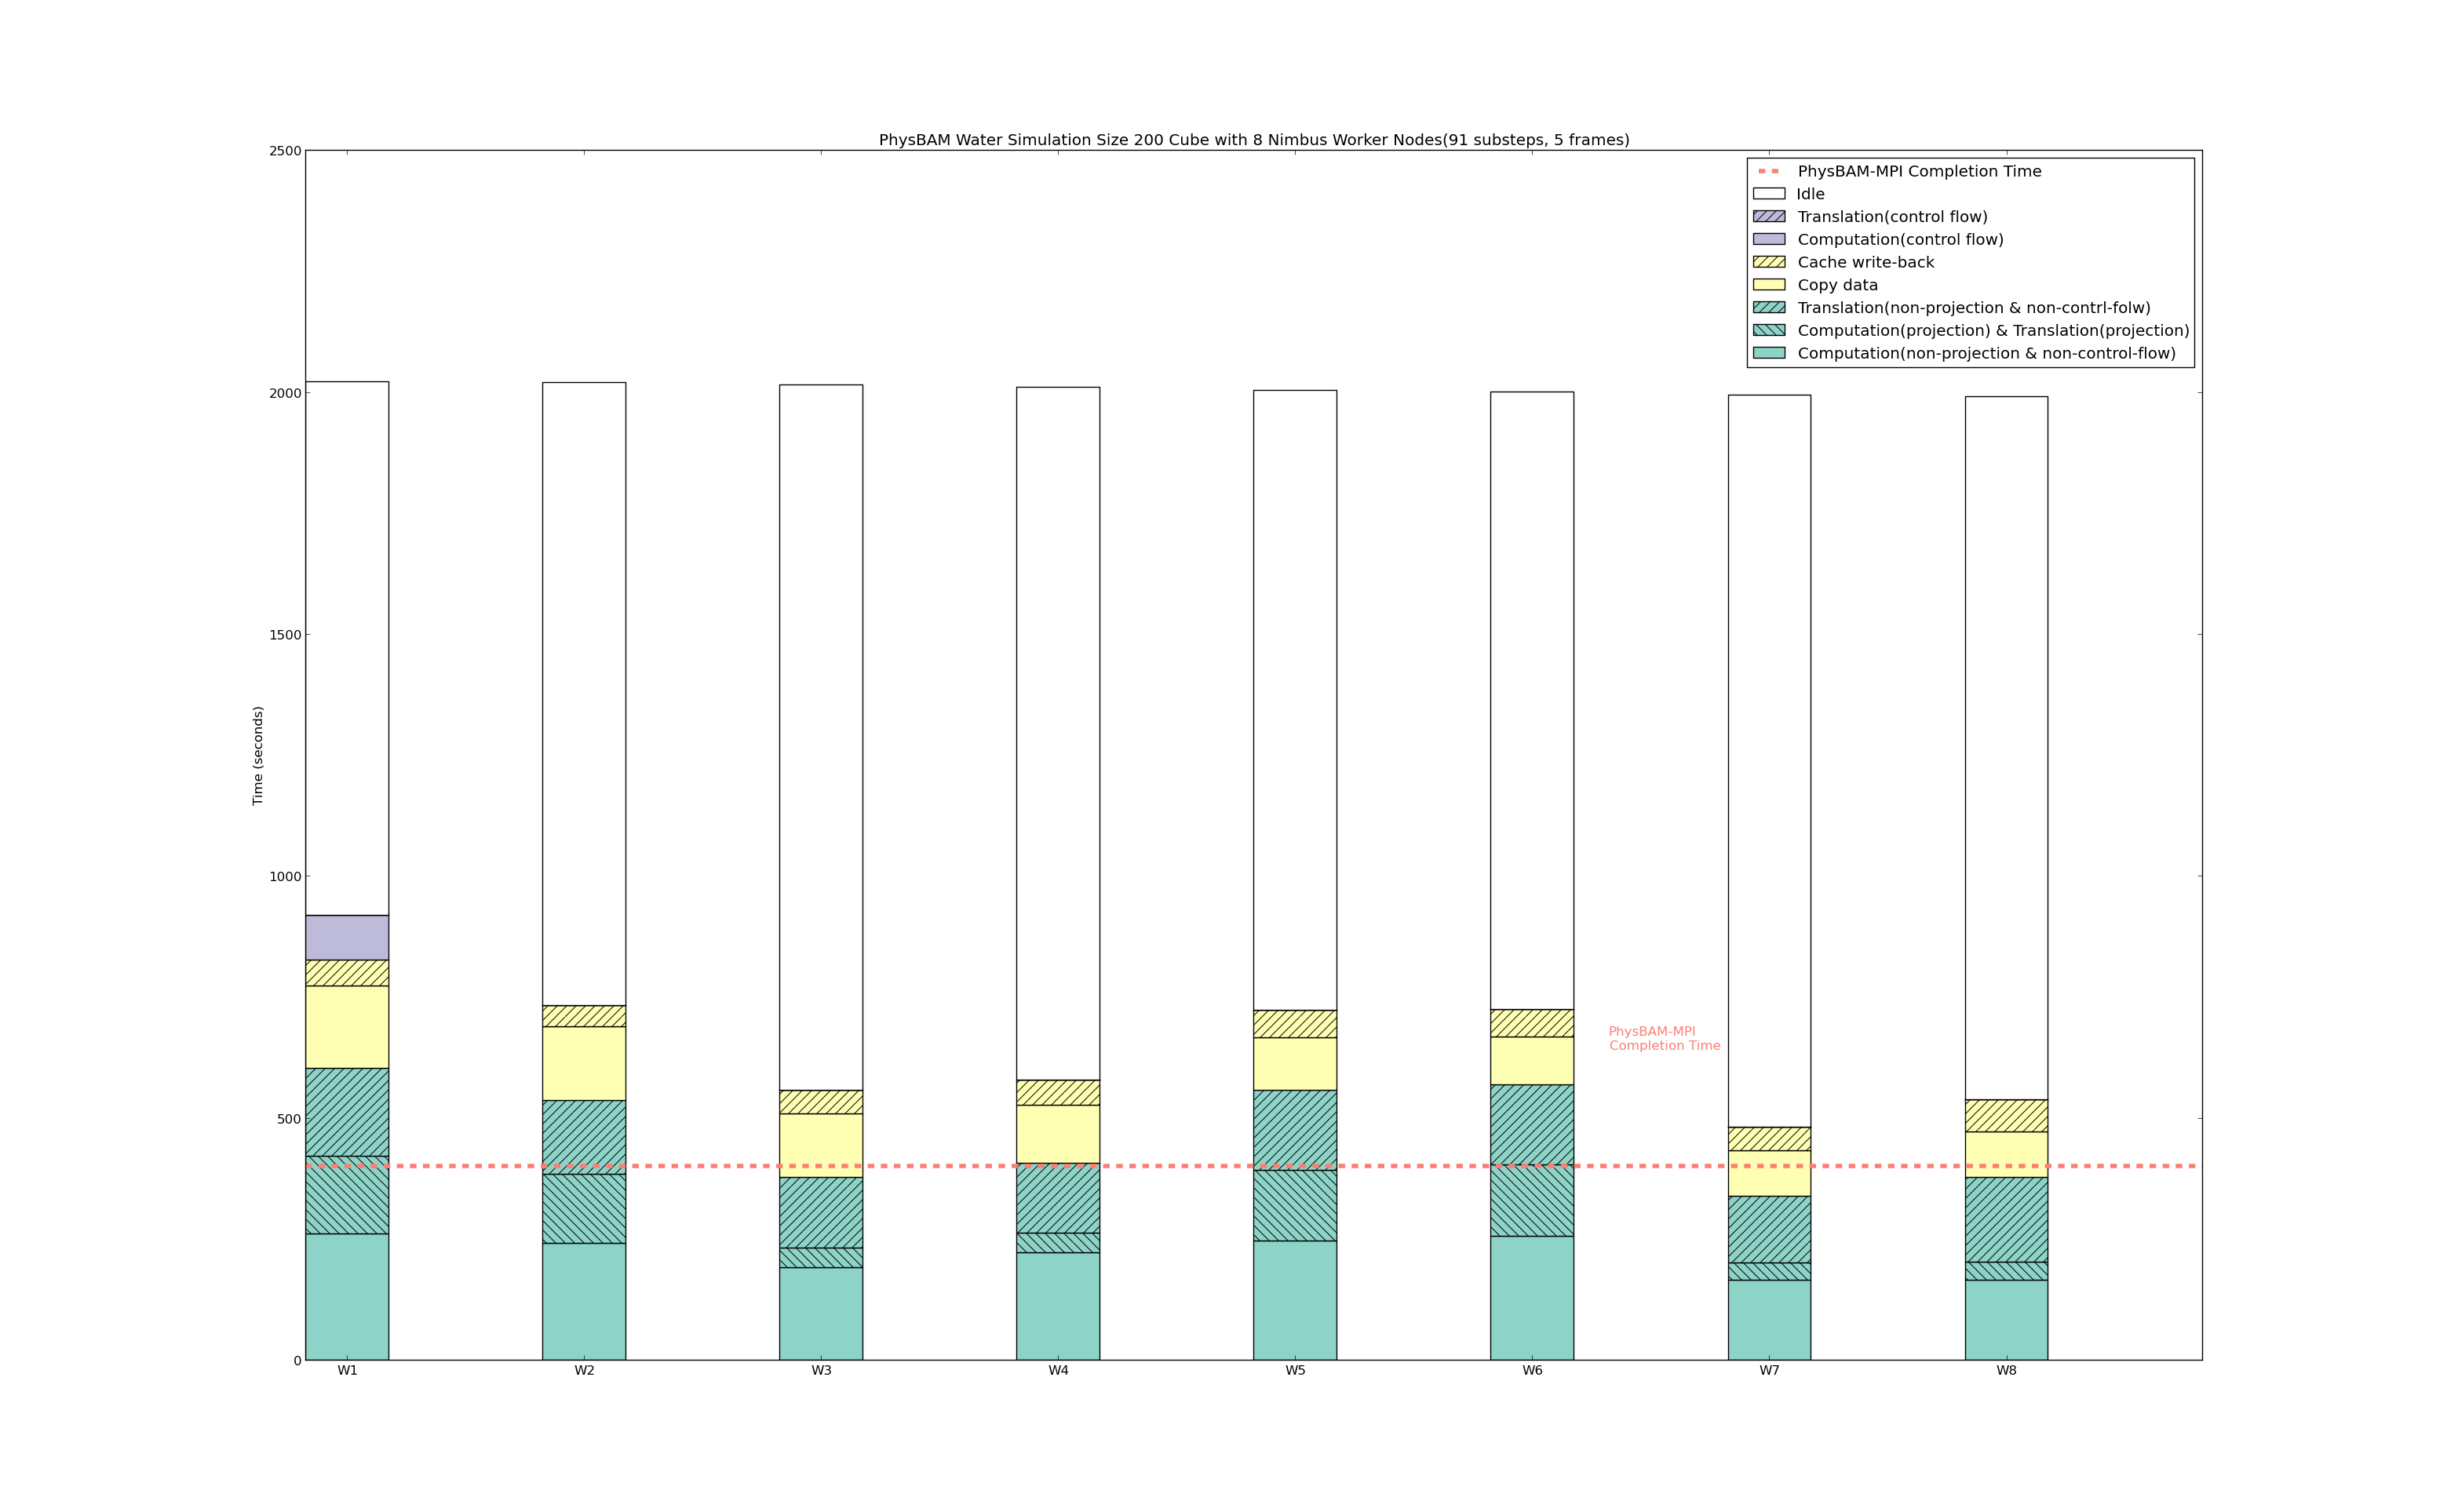 PhysBAM Water Simulation Size 200 Cube with 8 Nimbus Worker Nodes(91 substeps, 5 frames)
2500
2000
1500
1000
500
0
Time (seconds)
PhysBAM-MPI Completion Time
Idle
Translation(control flow)
Computation(control flow)
Cache write-back
Copy data
Translation(non-projection & non-contrl-folw)
Computation(projection) & Translation(projection)
Computation(non-projection & non-control-flow)
PhysBAM-MPI
Completion Time
W1 W2 W3 W4 W5 W6 W7 W8